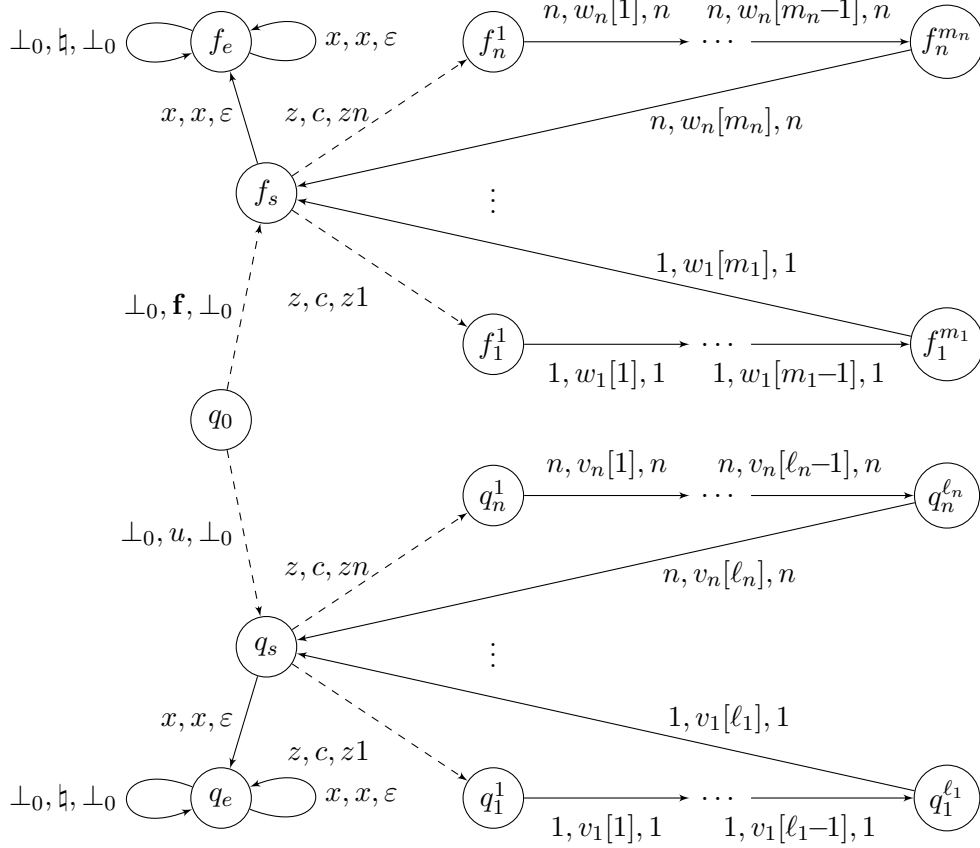 n, w_n[1], n
n, w_n[m_n−1], n
⊥_0, ♮, ⊥_0
f_e
x, x, ε
f_n^1
⋯
f_n^{m_n}
x, x, ε
z, c, zn
n, w_n[m_n], n
f_s
⋮
1, w_1[m_1], 1
⊥_0, f, ⊥_0
z, c, z1
f_1^1
⋯
f_1^{m_1}
1, w_1[1], 1
1, w_1[m_1−1], 1
q_0
n, v_n[1], n
n, v_n[ℓ_n−1], n
q_n^1
⋯
q_n^{ℓ_n}
⊥_0, u, ⊥_0
z, c, zn
n, v_n[ℓ_n], n
q_s
⋮
x, x, ε
1, v_1[ℓ_1], 1
z, c, z1
⊥_0, ♮, ⊥_0
q_e
x, x, ε
q_1^1
⋯
q_1^{ℓ_1}
1, v_1[1], 1
1, v_1[ℓ_1−1], 1